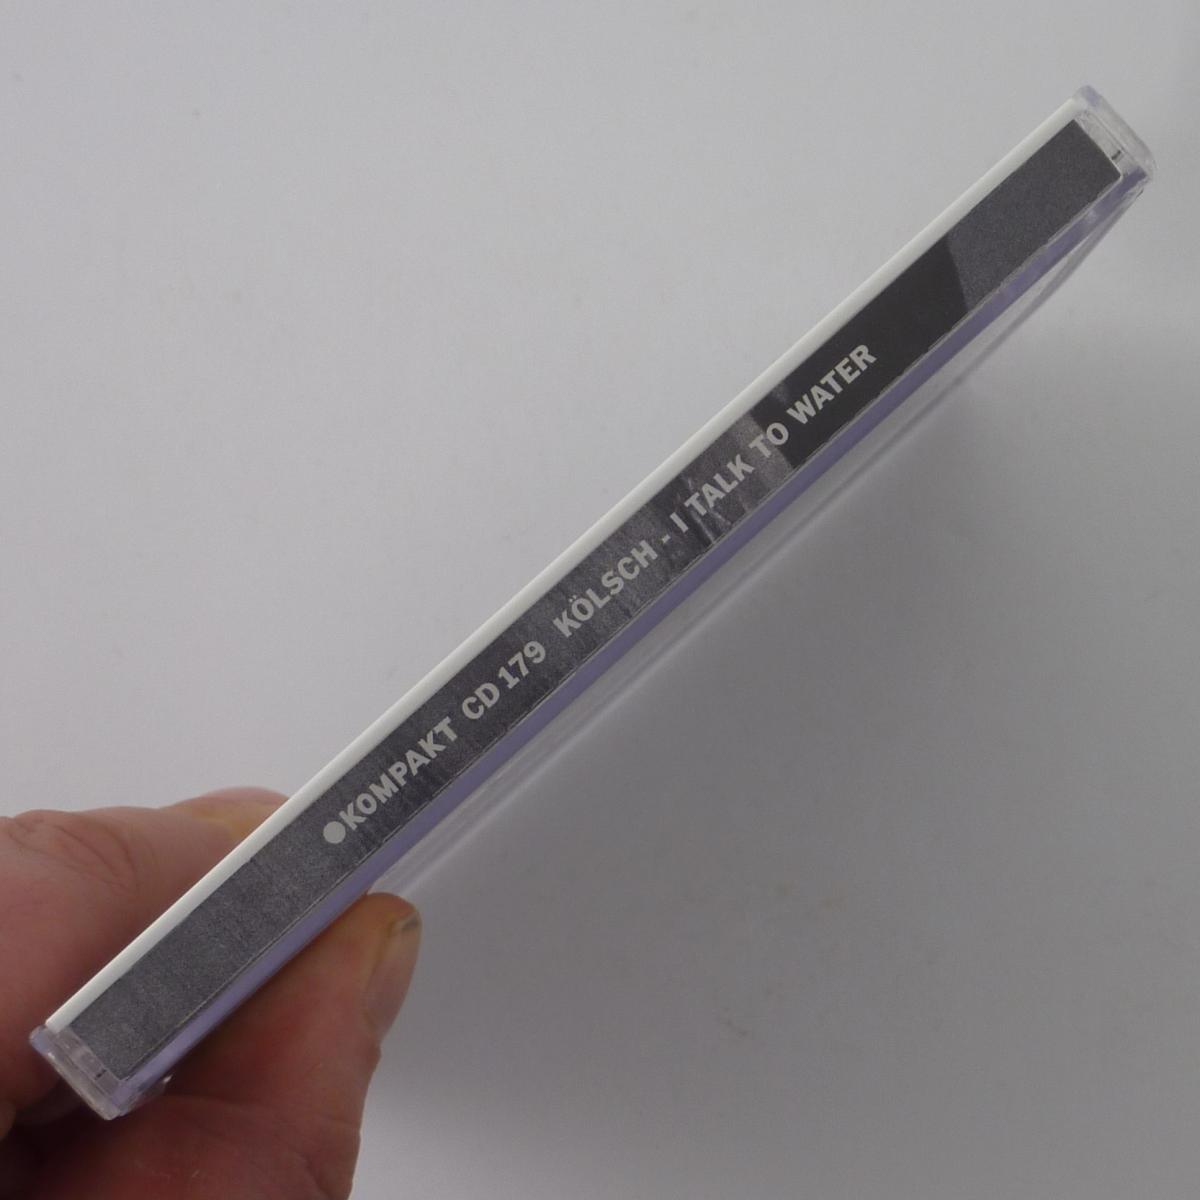 KOMPAKT CD 179 KÖLSCH - I TALK TO WATER